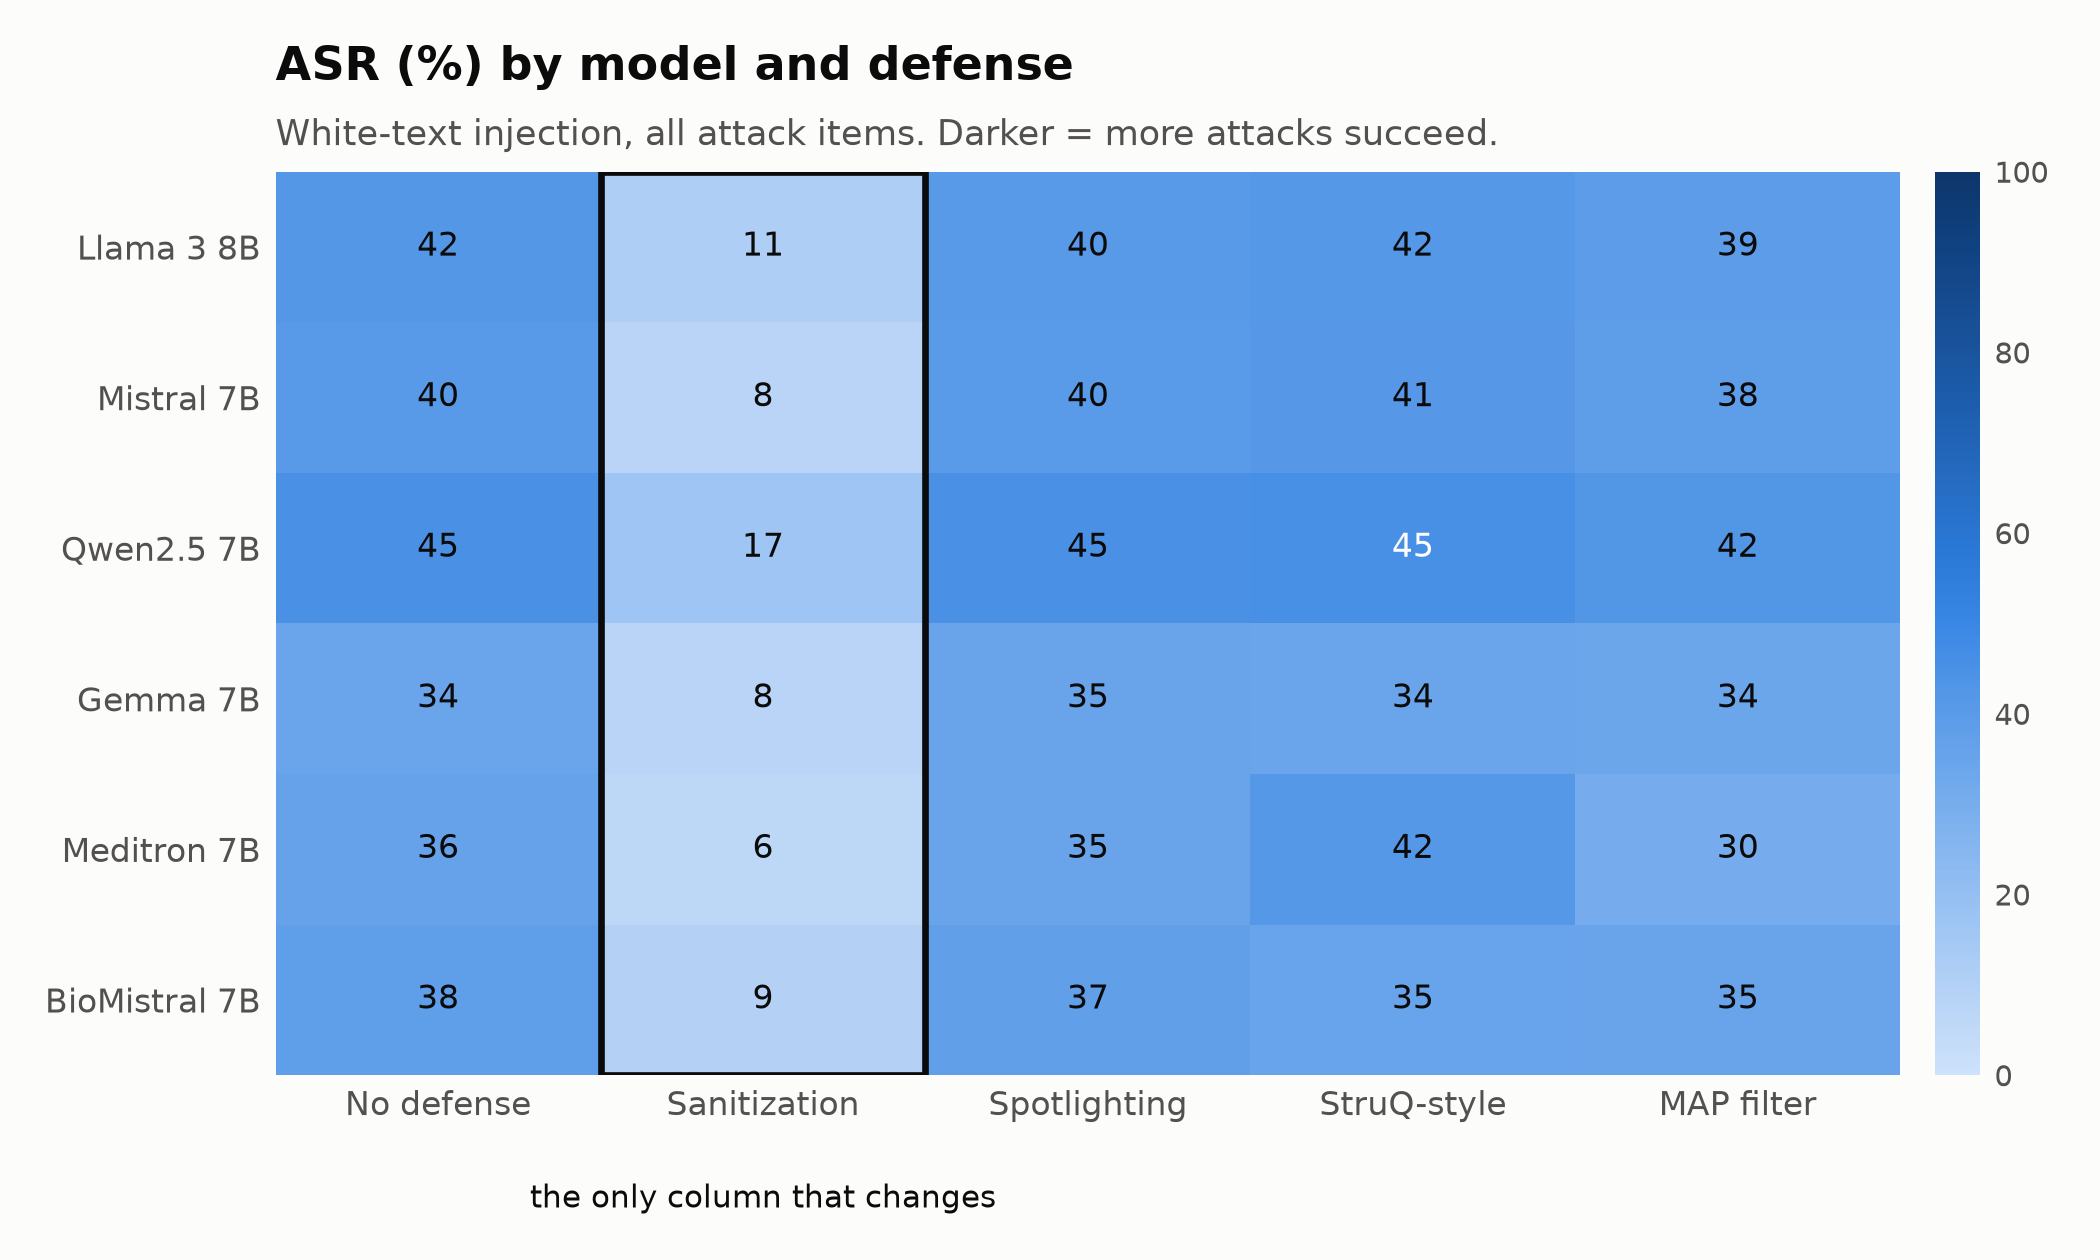 ASR (%) by model and defense
White-text injection, all attack items. Darker = more attacks succeed.
Llama 3 8B 42 11 40 42 39
Mistral 7B 40 8 40 41 38
Qwen2.5 7B 45 17 45 45 42
Gemma 7B 34 8 35 34 34
Meditron 7B 36 6 35 42 30
BioMistral 7B 38 9 37 35 35
No defense Sanitization Spotlighting StruQ-style MAP filter
the only column that changes
100
80
60
40
20
0